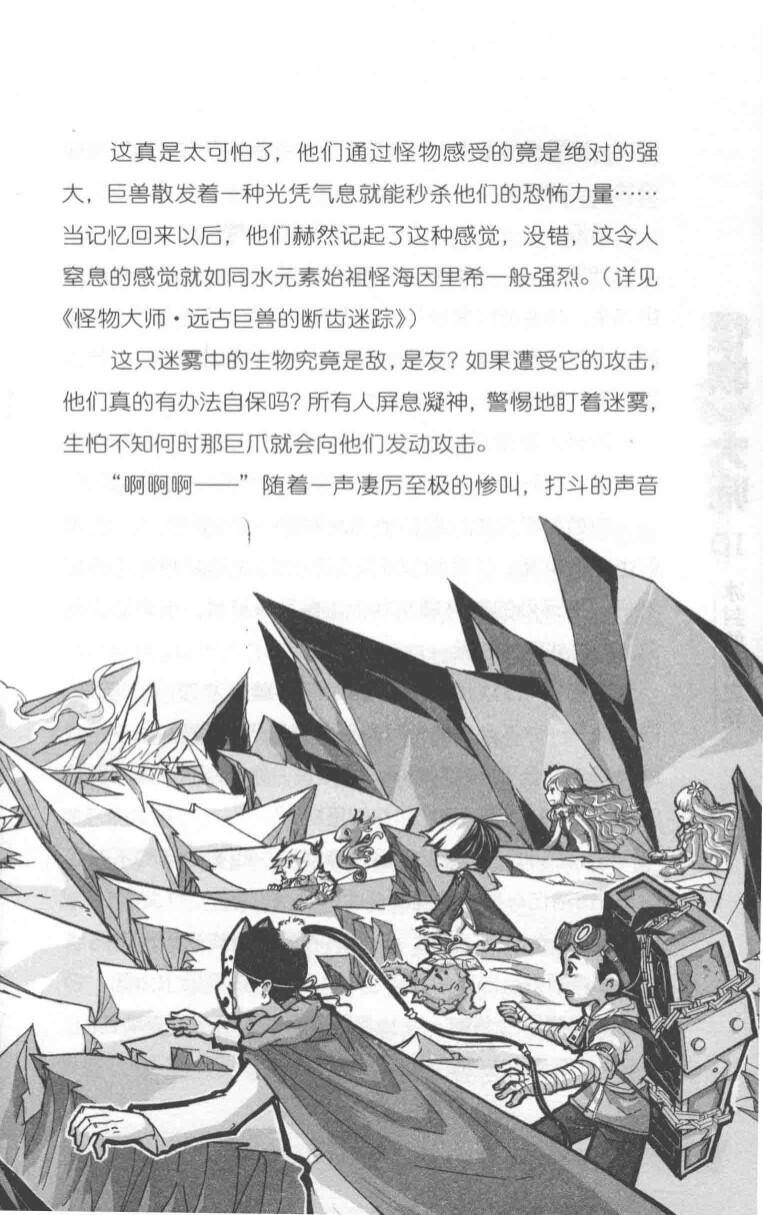 这真是太可怕了，他们通过怪物感受的竟是绝对的强
大，巨兽散发着一种光凭气息就能秒杀他们的恐怖力量……
当记忆回来以后，他们赫然记起了这种感觉，没错，这令人
窒息的感觉就如同水元素始祖怪海因里希一般强烈。（详见
《怪物大师·远古巨兽的断齿迷踪》）
这只迷雾中的生物究竟是敌，是友？如果遭受它的攻击，
他们真的有办法自保吗？所有人屏息凝神，警惕地盯着迷雾，
生怕不知何时那巨爪就会向他们发动攻击。
“啊啊啊——”随着一声凄厉至极的惨叫，打斗的声音